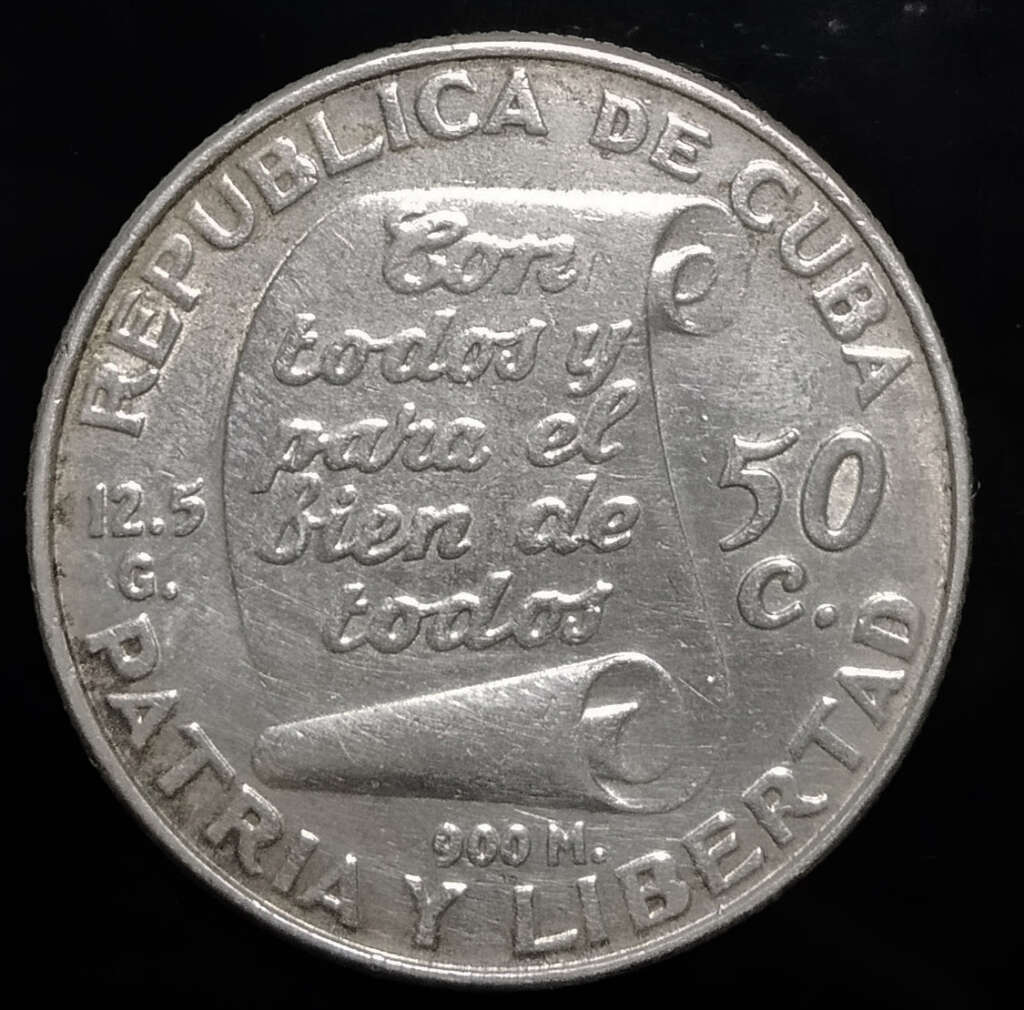 REPUBLICA DE CUBA
Con
todos y
para el
bien de
todos
12.5
G.
50
C.
900 M.
PATRIA Y LIBERTAD